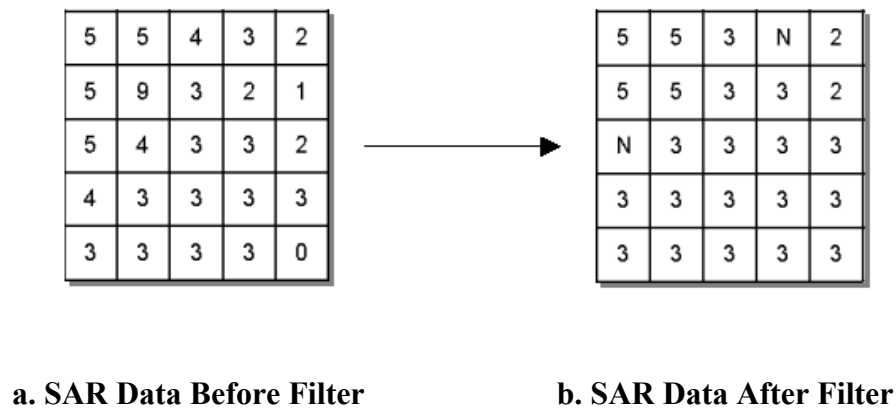 5 5 4 3 2
5 9 3 2 1
5 4 3 3 2
4 3 3 3 3
3 3 3 3 0
5 5 3 N 2
5 5 3 3 2
N 3 3 3 3
3 3 3 3 3
3 3 3 3 3
a. SAR Data Before Filter
b. SAR Data After Filter